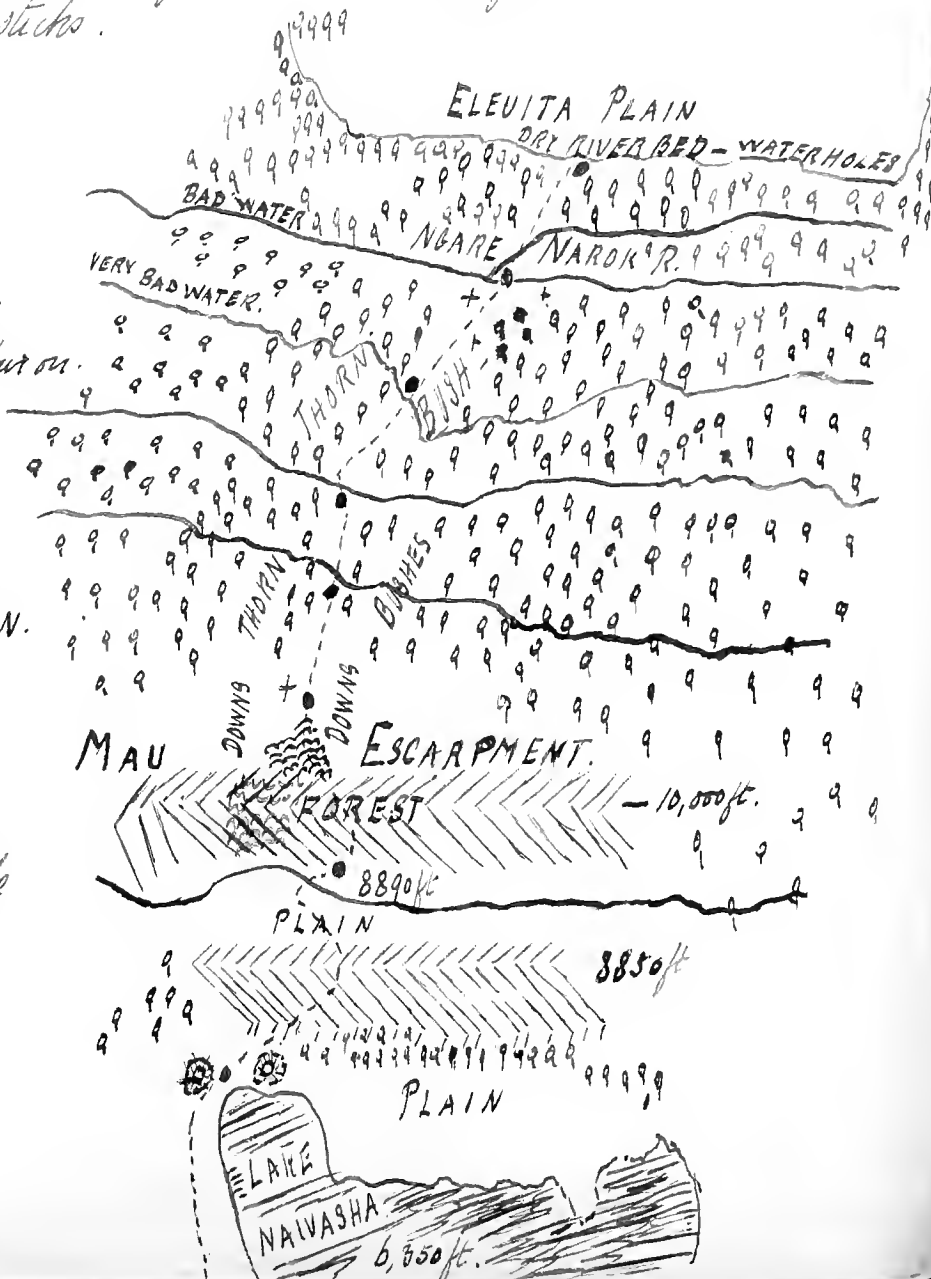 sticks.
ELEUITA PLAIN
DRY RIVER BED - WATERHOLES
BAD WATER
NGARE NAROK R.
VERY BAD WATER.
THORN BUSH
THORN BUSHES
N.
DOWNS DOWNS
MAU ESCARPMENT.
FOREST
- 10,000ft.
8890ft
PLAIN
8850ft
PLAIN
LAKE
NAIVASHA
6,350ft.